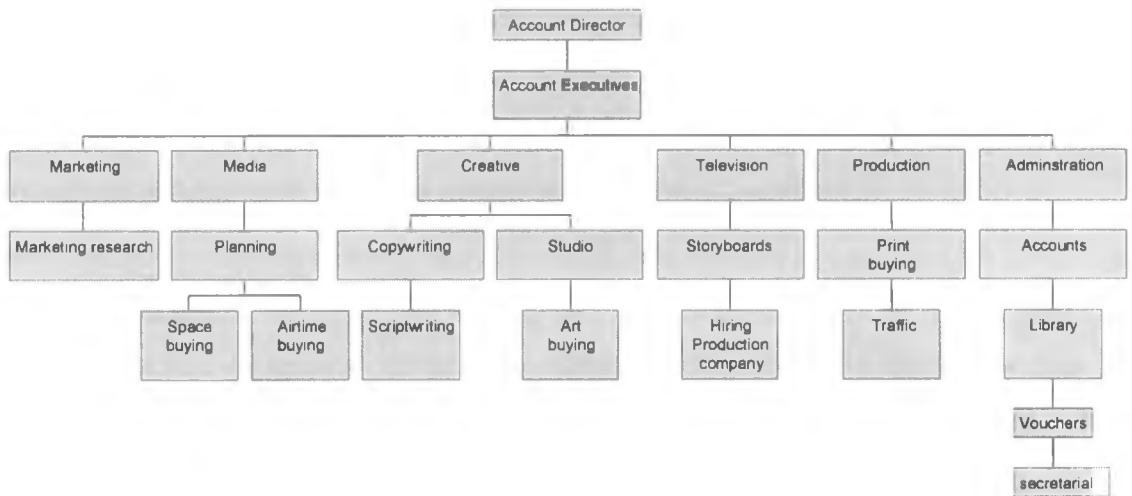 Account Director
Account Executives
Marketing
Media
Creative
Television
Production
Adminstration
Marketing research
Planning
Copywriting
Studio
Storyboards
Print
buying
Accounts
Space
buying
Airtime
buying
Scriptwriting
Art
buying
Hiring
Production
company
Traffic
Library
Vouchers
secretarial